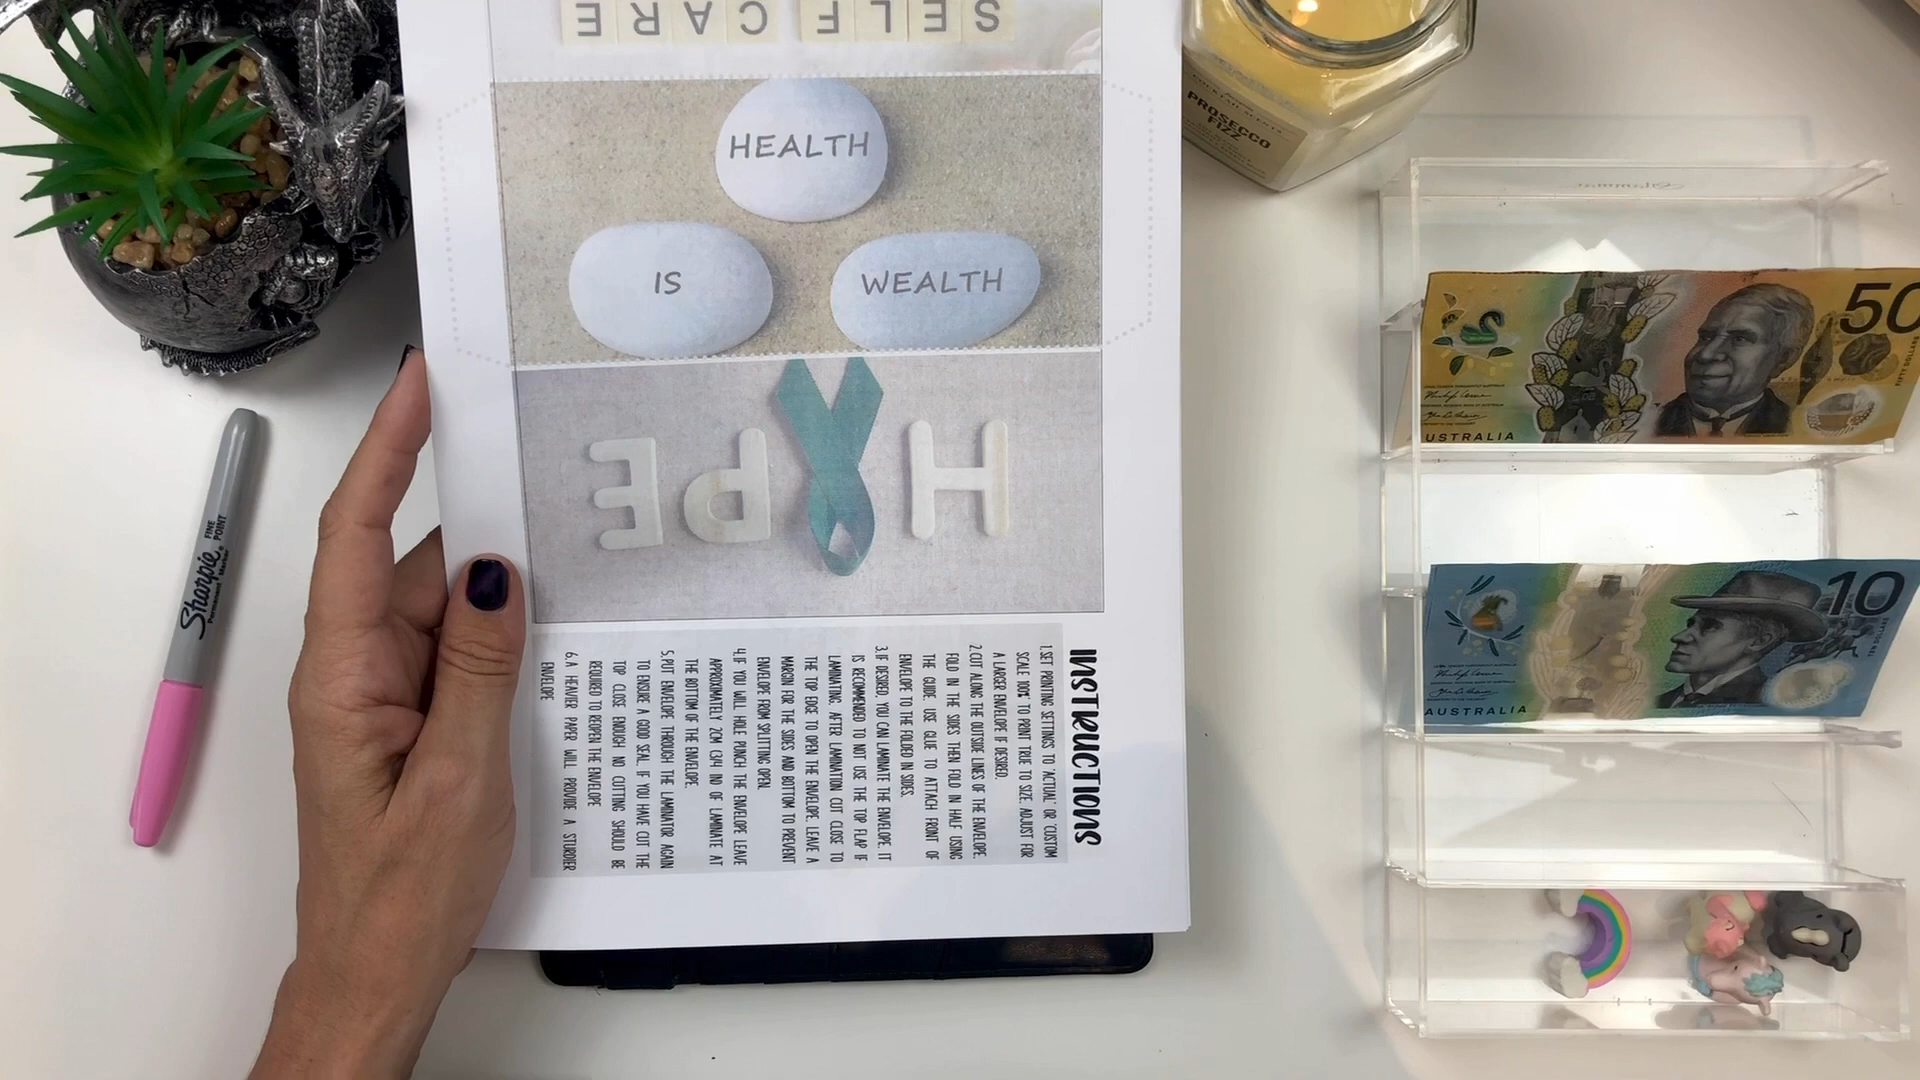 SELF CARE
HEALTH
IS
WEALTH
HOPE
INSTRUCTIONS
1.SET PRINTING SETTINGS TO 'ACTUAL' OR 'CUSTOM
SCALE 100%' TO PRINT TRUE TO SIZE. ADJUST FOR
A LARGER ENVELOPE IF DESIRED.
2.CUT ALONG THE OUTSIDE LINES OF THE ENVELOPE.
FOLD IN THE SIDES THEN FOLD IN HALF USING
THE GUIDE. USE GLUE TO ATTACH FRONT OF
ENVELOPE TO THE FOLDED IN SIDES.
3.IF DESIRED, YOU CAN LAMINATE THE ENVELOPE. IT
IS RECOMMENDED TO NOT USE THE TOP FLAP IF
LAMINATING. AFTER LAMINATION CUT CLOSE TO
THE TOP EDGE TO OPEN THE ENVELOPE. LEAVE A
MARGIN FOR THE SIDES AND BOTTOM TO PREVENT
ENVELOPE FROM SPLITTING OPEN.
4.IF YOU WILL HOLE PUNCH THE ENVELOPE LEAVE
APPROXIMATELY 2CM (3/4 IN) OF LAMINATE AT
THE BOTTOM OF THE ENVELOPE.
5.PUT ENVELOPE THROUGH THE LAMINATOR AGAIN
TO ENSURE A GOOD SEAL. IF YOU HAVE CUT THE
TOP CLOSE ENOUGH NO CUTTING SHOULD BE
REQUIRED TO REOPEN THE ENVELOPE
6.A HEAVIER PAPER WILL PROVIDE A STURDIER
ENVELOPE
Sharpie
FINE
POINT
Permanent Marker
PROSECCO
FIZZ
50
FIFTY DOLLARS
AUSTRALIA
10
TEN DOLLARS
AUSTRALIA